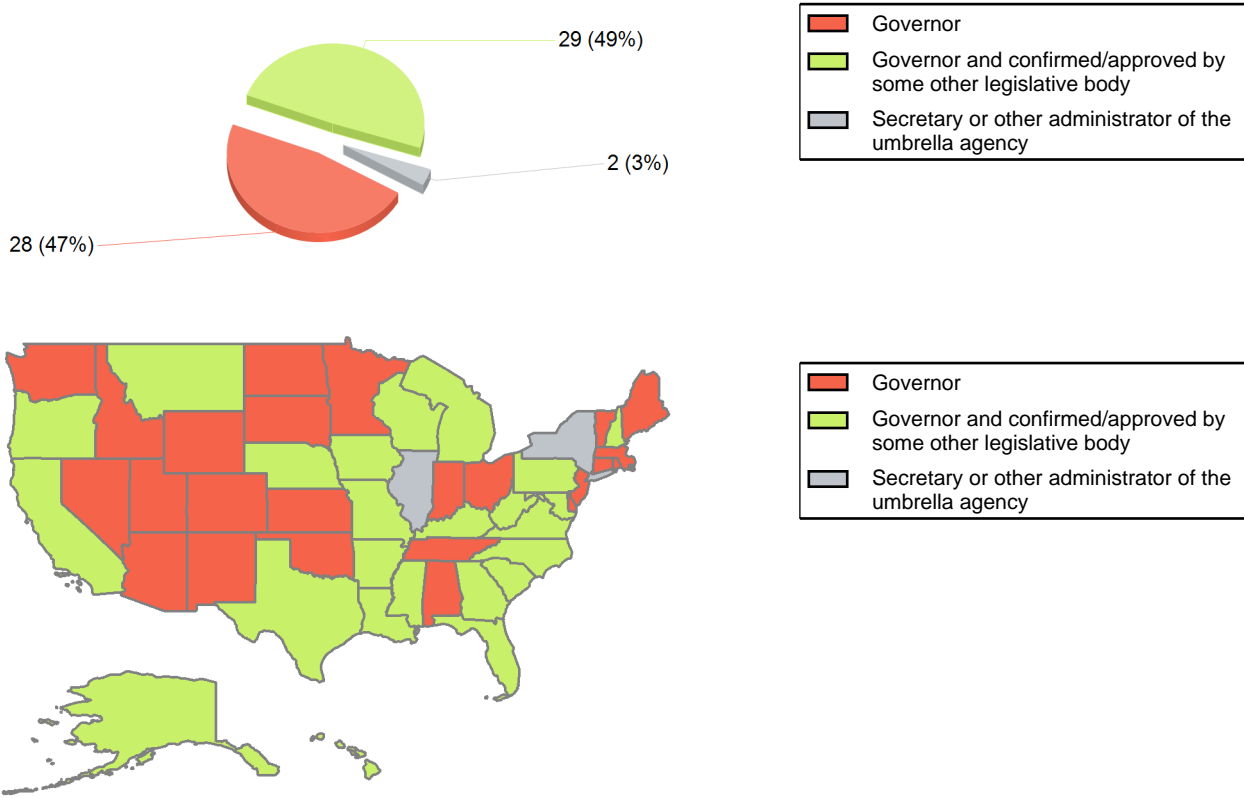 29 (49%)
2 (3%)
28 (47%)
Governor
Governor and confirmed/approved by
some other legislative body
Secretary or other administrator of the
umbrella agency
Governor
Governor and confirmed/approved by
some other legislative body
Secretary or other administrator of the
umbrella agency